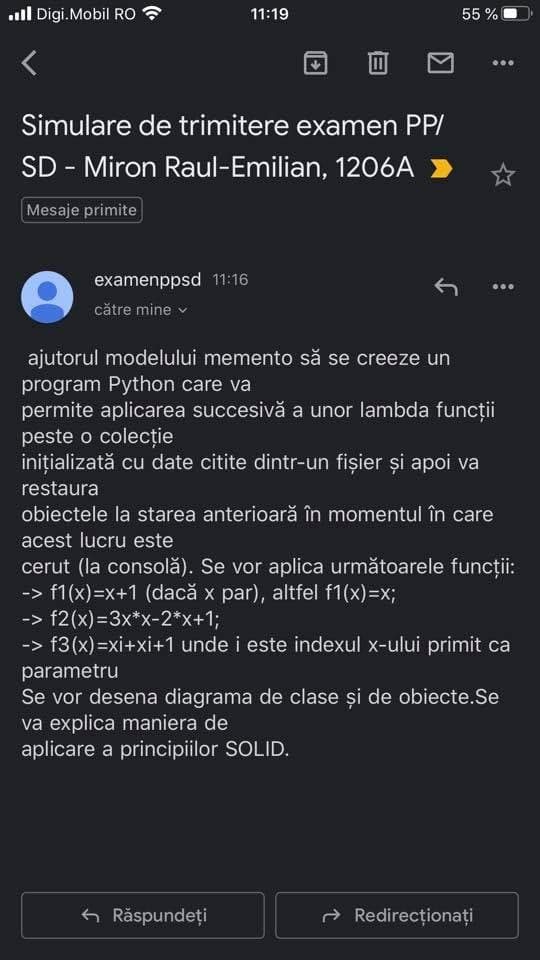 Digi.Mobil RO 11:19 55 %
Simulare de trimitere examen PP/
SD - Miron Raul-Emilian, 1206A
Mesaje primite
examenppsd 11:16
către mine
ajutorul modelului memento să se creeze un
program Python care va
permite aplicarea succesivă a unor lambda funcții
peste o colecție
inițializată cu date citite dintr-un fișier și apoi va
restaura
obiectele la starea anterioară în momentul în care
acest lucru este
cerut (la consolă). Se vor aplica următoarele funcții:
-> f1(x)=x+1 (dacă x par), altfel f1(x)=x;
-> f2(x)=3x*x-2*x+1;
-> f3(x)=xi+xi+1 unde i este indexul x-ului primit ca
parametru
Se vor desena diagrama de clase și de obiecte.Se
va explica maniera de
aplicare a principiilor SOLID.
Răspundeți
Redirecționați